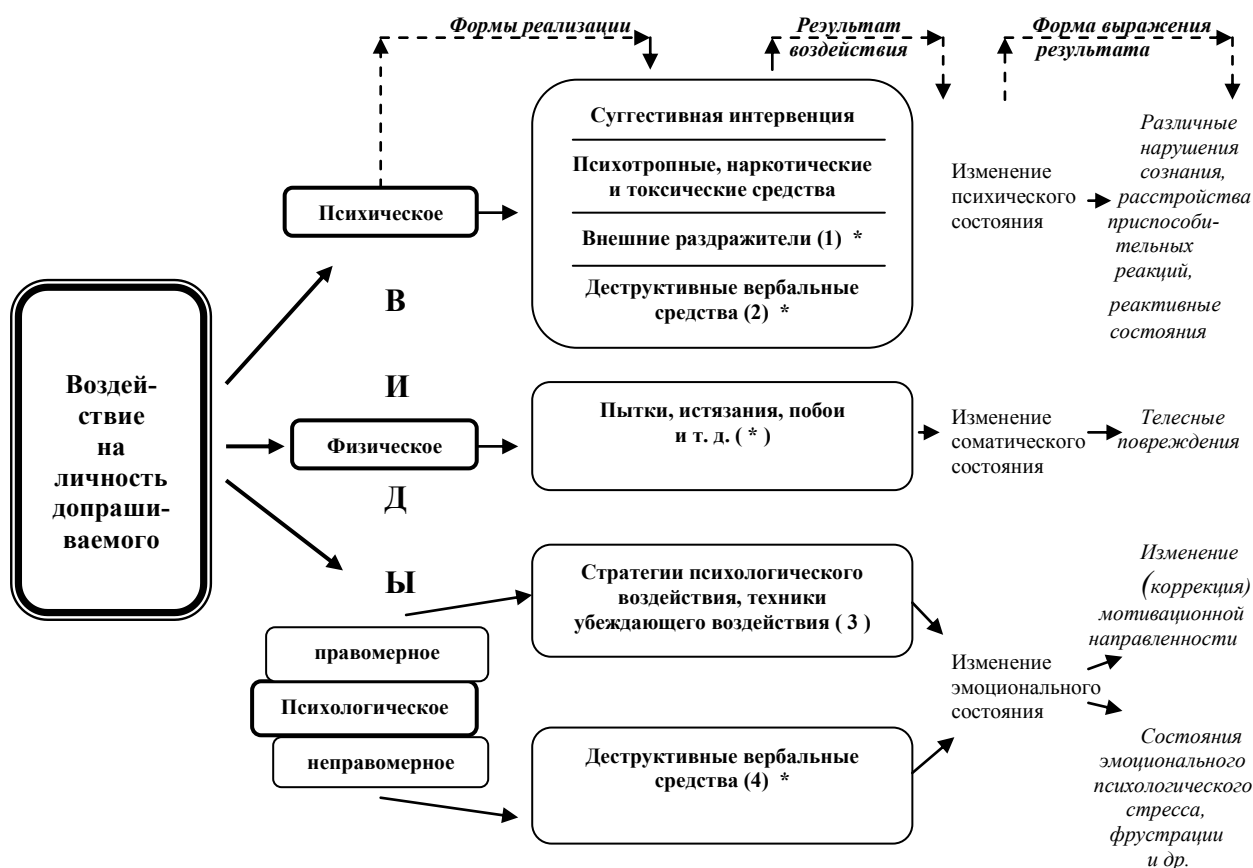 Формы реализации
Результат
воздействия
Форма выражения
результата
Воздей-
ствие
на
личность
допраши-
ваемого
В
И
Д
Ы
Психическое
Суггестивная интервенция
Психотропные, наркотические
и токсические средства
Внешние раздражители (1) *
Деструктивные вербальные
средства (2) *
Изменение
психического
состояния
Различные
нарушения
сознания,
расстройства
приспособи-
тельных
реакций,
реактивные
состояния
Физическое
Пытки, истязания, побои
и т. д. ( * )
Изменение
соматического
состояния
Телесные
повреждения
правомерное
Психологическое
неправомерное
Стратегии психологического
воздействия, техники
убеждающего воздействия ( 3 )
Деструктивные вербальные
средства (4) *
Изменение
эмоционального
состояния
Изменение
(коррекция)
мотивационной
направленности
Состояния
эмоционального
психологического
стресса,
фрустрации
и др.